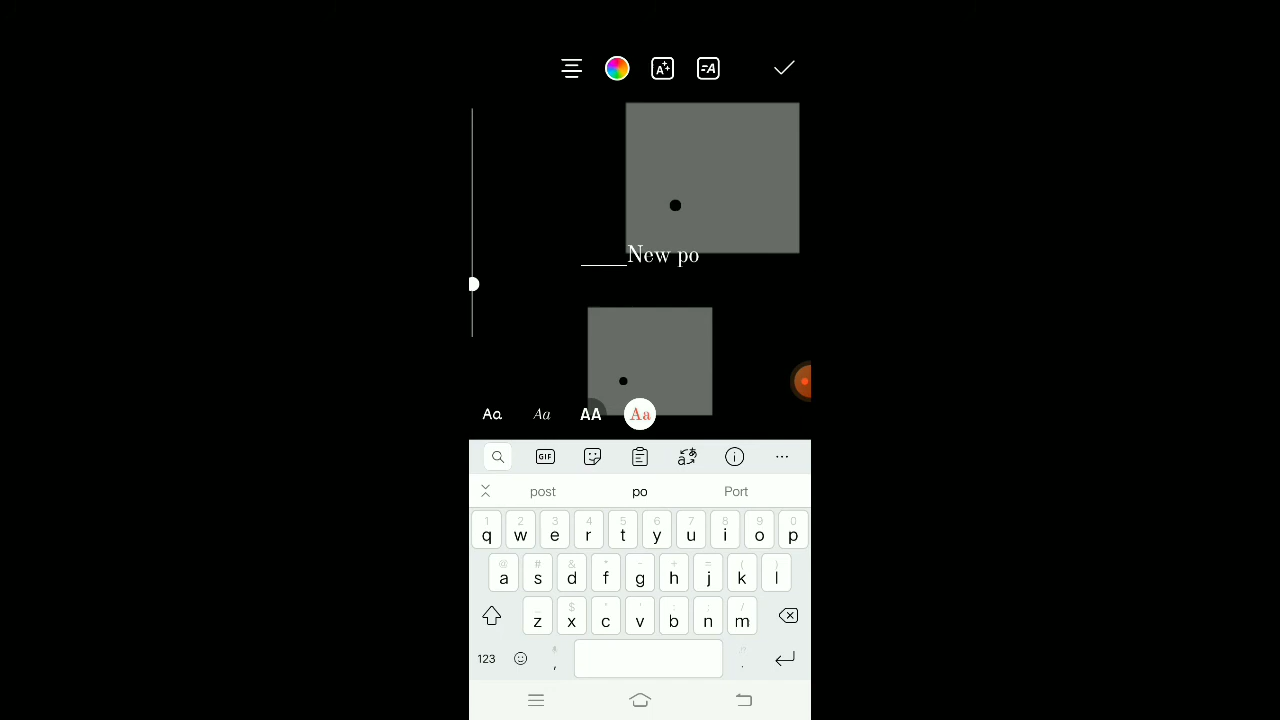 ____New po
Aa Aa AA Aa
GIF
post po Port
1 2 3 4 5 6 7 8 9 0
q w e r t y u i o p
a s d f g h j k l
z x c v b n m
123 , .